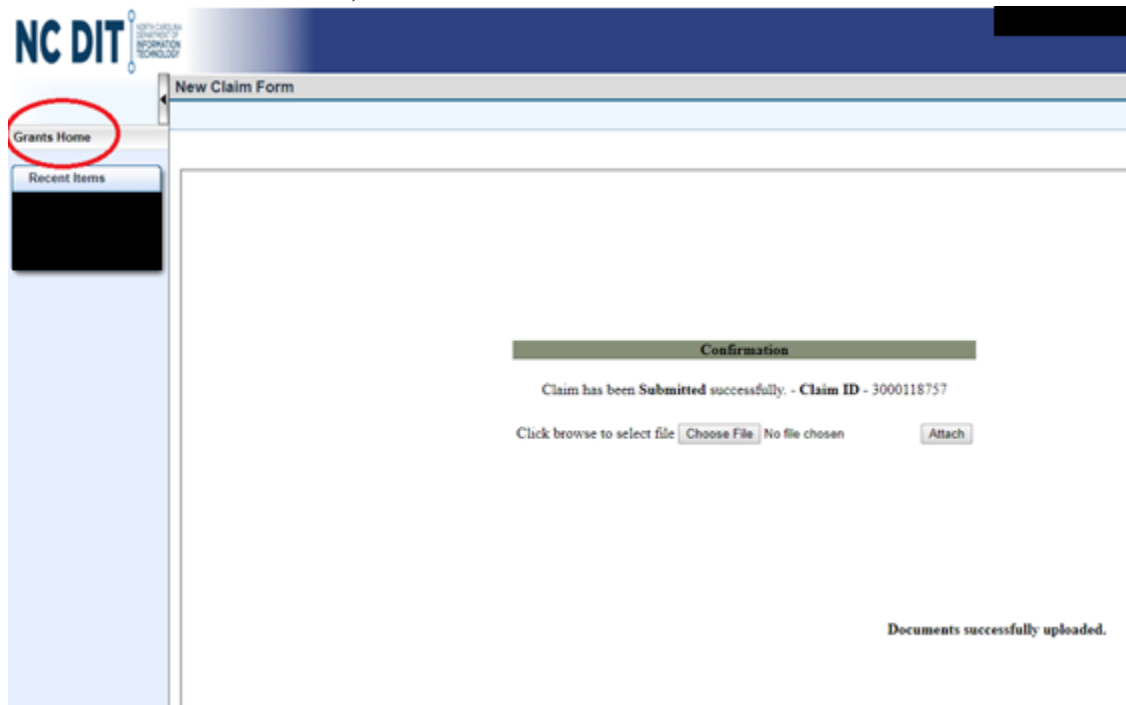 NC DIT
NORTH CAROLINA
DEPARTMENT OF
INFORMATION
TECHNOLOGY
New Claim Form
Grants Home
Recent Items
Confirmation
Claim has been Submitted successfully. - Claim ID - 3000118757
Click browse to select file Choose File No file chosen Attach
Documents successfully uploaded.